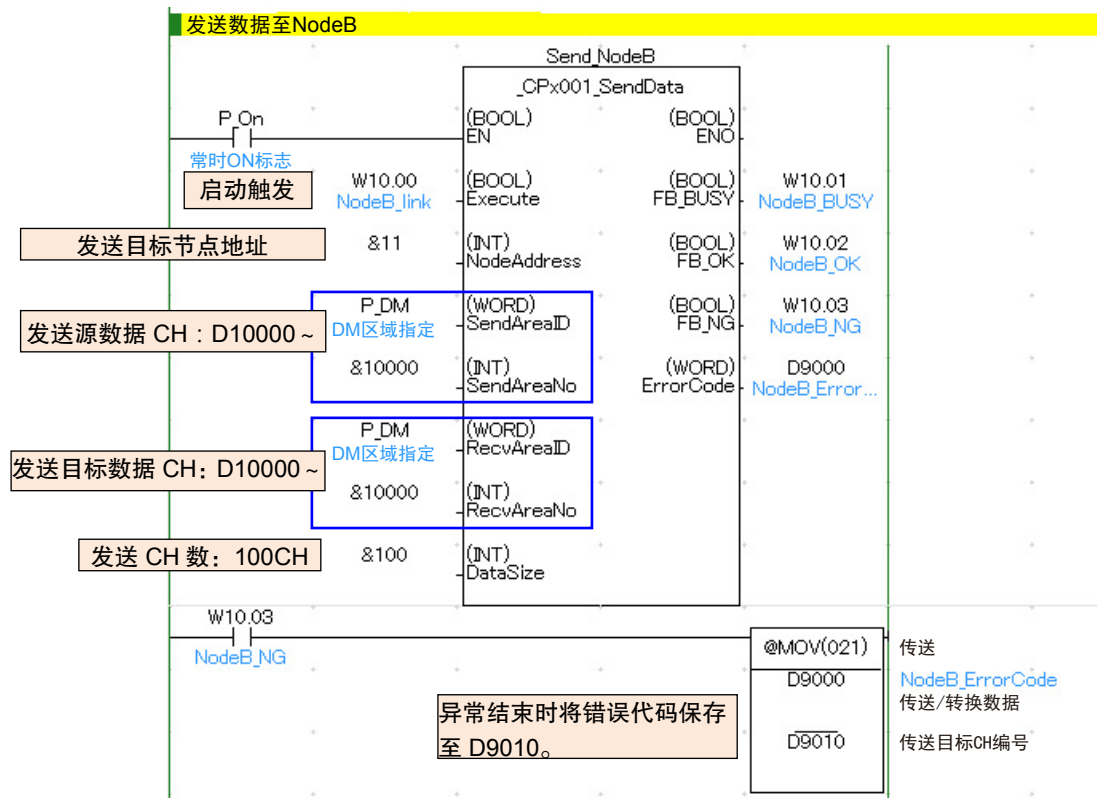 发送数据至NodeB
Send_NodeB
_CPx001_SendData
P_On
(BOOL)
EN
(BOOL)
ENO
常时ON标志
启动触发
W10.00
NodeB_link
(BOOL)
Execute
(BOOL)
FB_BUSY
W10.01
NodeB_BUSY
发送目标节点地址
&11
(INT)
NodeAddress
(BOOL)
FB_OK
W10.02
NodeB_OK
发送源数据 CH：D10000～
P_DM
DM区域指定
(WORD)
SendAreaID
(BOOL)
FB_NG
W10.03
NodeB_NG
&10000
(INT)
SendAreaNo
(WORD)
ErrorCode
D9000
NodeB_Error...
发送目标数据 CH：D10000～
P_DM
DM区域指定
(WORD)
RecvAreaID
&10000
(INT)
RecvAreaNo
发送 CH 数：100CH
&100
(INT)
DataSize
W10.03
NodeB_NG
@MOV(021)
传送
D9000
NodeB_ErrorCode
传送/转换数据
异常结束时将错误代码保存
至 D9010。
D9010
传送目标CH编号